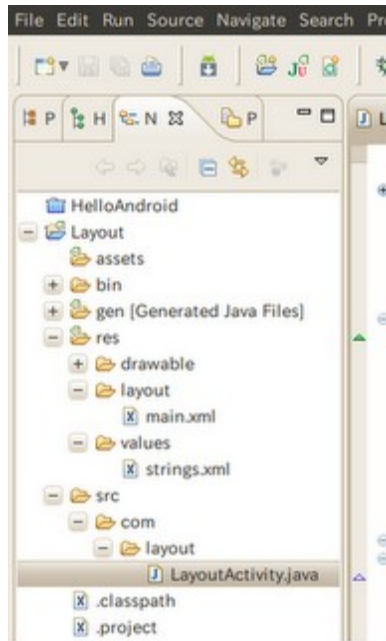 File Edit Run Source Navigate Search Pr
P H N P
HelloAndroid
Layout
assets
bin
gen [Generated Java Files]
res
drawable
layout
main.xml
values
strings.xml
src
com
layout
LayoutActivity.java
.classpath
.project